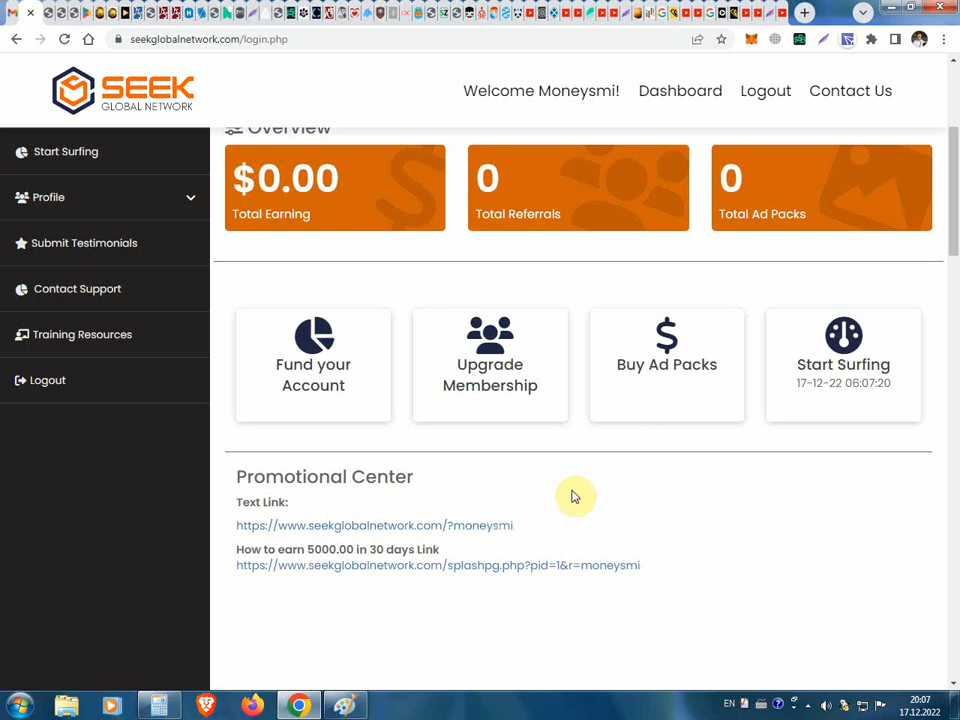 seekglobalnetwork.com/login.php
SEEK
GLOBAL NETWORK
Welcome Moneysmi!
Dashboard
Logout
Contact Us
Start Surfing
Profile
Submit Testimonials
Contact Support
Training Resources
Logout
Overview
$0.00
Total Earning
0
Total Referrals
0
Total Ad Packs
Fund your
Account
Upgrade
Membership
Buy Ad Packs
Start Surfing
17-12-22 06:07:20
Promotional Center
Text Link:
https://www.seekglobalnetwork.com/?moneysmi
How to earn 5000.00 in 30 days Link
https://www.seekglobalnetwork.com/splashpg.php?pid=1&r=moneysmi
EN
20:07
17.12.2022